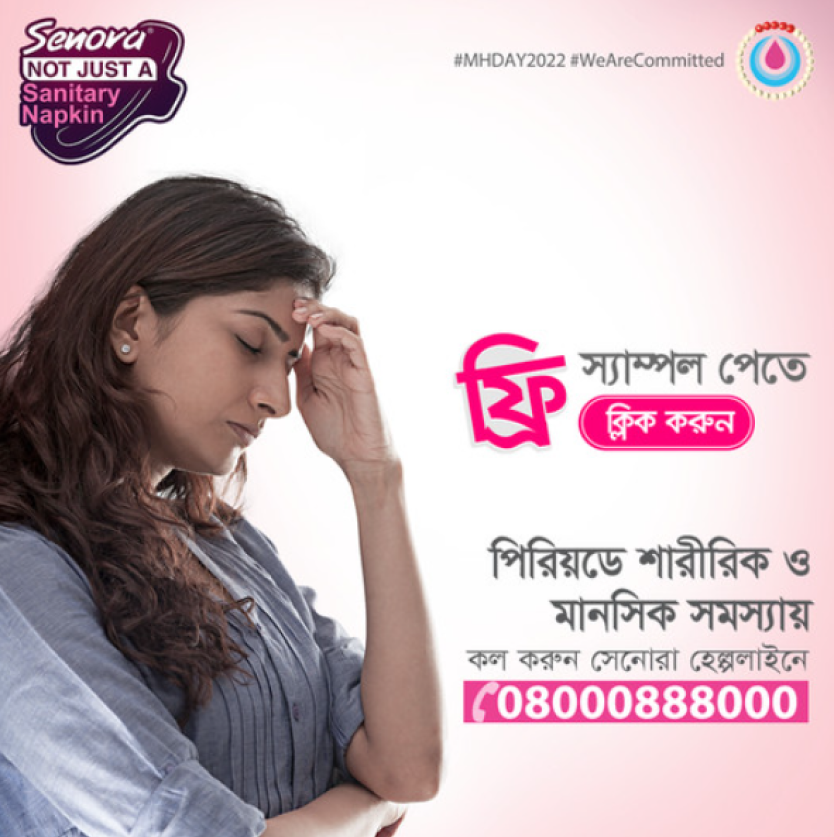 Senora®
NOT JUST A
Sanitary
Napkin
#MHDAY2022 #WeAreCommitted
ফ্রি স্যাম্পল পেতে
ক্লিক করুন
পিরিয়ডে শারীরিক ও
মানসিক সমস্যায়
কল করুন সেনোরা হেল্পলাইনে
08000888000